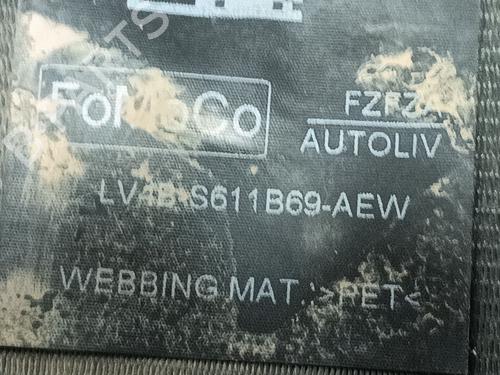 FoMoCo
FZFZA
AUTOLIV
LV4B-S611B69-AEW
WEBBING MAT. >PET<